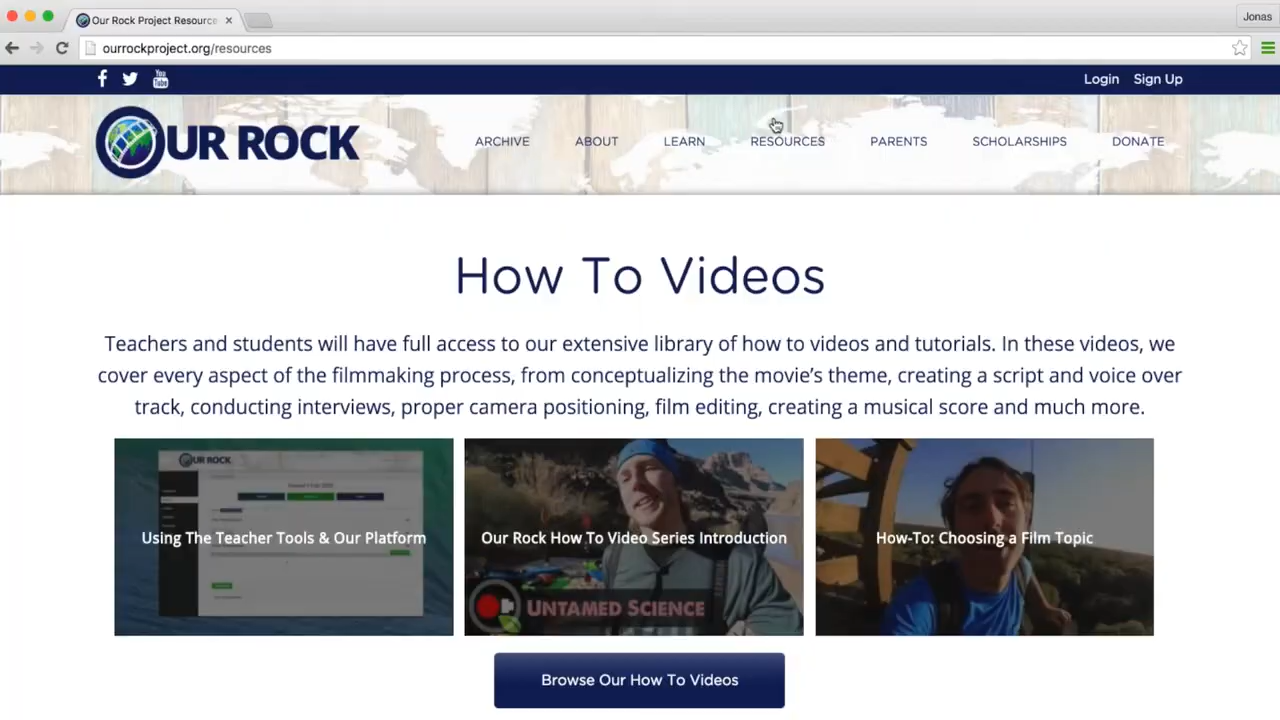 Our Rock Project Resource
Jonas
ourrockproject.org/resources
You
Tube
Login Sign Up
OUR ROCK
ARCHIVE ABOUT LEARN RESOURCES PARENTS SCHOLARSHIPS DONATE
How To Videos
Teachers and students will have full access to our extensive library of how to videos and tutorials. In these videos, we
cover every aspect of the filmmaking process, from conceptualizing the movie's theme, creating a script and voice over
track, conducting interviews, proper camera positioning, film editing, creating a musical score and much more.
OUR ROCK
Using The Teacher Tools & Our Platform
Our Rock How To Video Series Introduction
UNTAMED SCIENCE
How-To: Choosing a Film Topic
Browse Our How To Videos